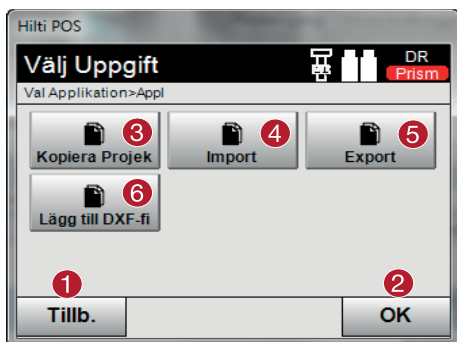 Hilti POS
Välj Uppgift
DR
Prism
Val Applikation>Appl
3
Kopiera Projek
4
Import
5
Export
6
Lägg till DXF-fi
1
Tillb.
2
OK